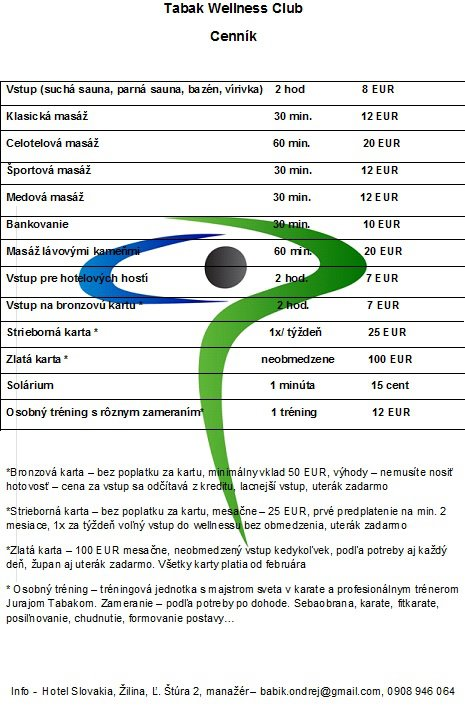 Tabak Wellness Club
Cenník
Vstup (suchá sauna, parná sauna, bazén, vírivka) 2 hod 8 EUR
Klasická masáž 30 min. 12 EUR
Celotelová masáž 60 min. 20 EUR
Športová masáž 30 min. 12 EUR
Medová masáž 30 min. 12 EUR
Bankovanie 30 min. 10 EUR
Masáž lávovými kameňmi 60 min. 20 EUR
Vstup pre hotelových hostí 2 hod. 7 EUR
Vstup na bronzovú kartu * 2 hod. 7 EUR
Strieborná karta * 1x/ týždeň 25 EUR
Zlatá karta * neobmedzene 100 EUR
Solárium 1 minúta 15 cent
Osobný tréning s rôznym zameraním* 1 tréning 12 EUR
*Bronzová karta – bez poplatku za kartu, minimálny vklad 50 EUR, výhody – nemusíte nosiť
hotovosť – cena za vstup sa odčítavá z kreditu, lacnejší vstup, uterák zadarmo
*Strieborná karta – bez poplatku za kartu, mesačne – 25 EUR, prvé predplatenie na min. 2
mesiace, 1x za týždeň voľný vstup do wellnessu bez obmedzenia, uterák zadarmo
*Zlatá karta – 100 EUR mesačne, neobmedzený vstup kedykoľvek, podľa potreby aj každý
deň, župan aj uterák zadarmo. Všetky karty platia od februára
* Osobný tréning – tréningová jednotka s majstrom sveta v karate a profesionálnym trénerom
Jurajom Tabakom. Zameranie – podľa potreby po dohode. Sebaobrana, karate, fitkarate,
posilňovanie, chudnutie, formovanie postavy…
Info - Hotel Slovakia, Žilina, Ľ. Štúra 2, manažér – babik.ondrej@gmail.com, 0908 946 064